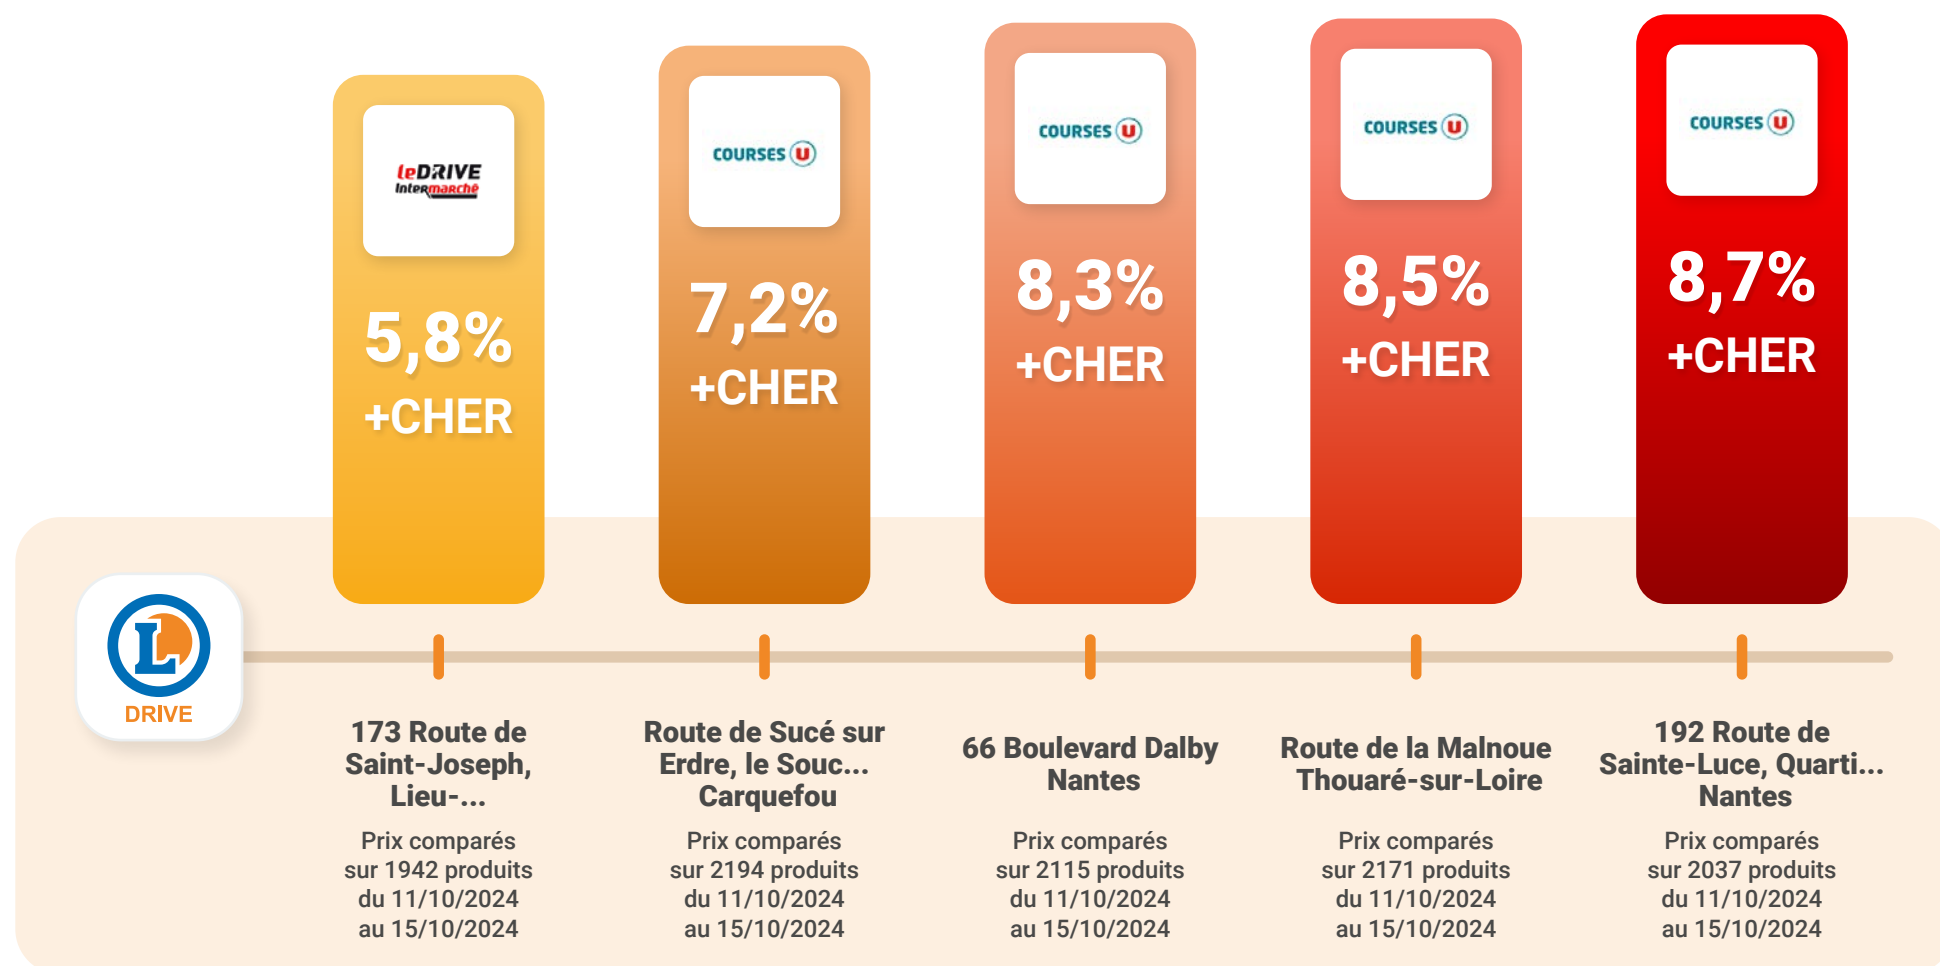 leDRIVE
Intermarché
5,8%
+CHER
COURSES U
7,2%
+CHER
COURSES U
8,3%
+CHER
COURSES U
8,5%
+CHER
COURSES U
8,7%
+CHER
L
DRIVE
173 Route de
Saint-Joseph,
Lieu-...
Prix comparés
sur 1942 produits
du 11/10/2024
au 15/10/2024
Route de Sucé sur
Erdre, le Souc...
Carquefou
Prix comparés
sur 2194 produits
du 11/10/2024
au 15/10/2024
66 Boulevard Dalby
Nantes
Prix comparés
sur 2115 produits
du 11/10/2024
au 15/10/2024
Route de la Malnoue
Thouaré-sur-Loire
Prix comparés
sur 2171 produits
du 11/10/2024
au 15/10/2024
192 Route de
Sainte-Luce, Quarti...
Nantes
Prix comparés
sur 2037 produits
du 11/10/2024
au 15/10/2024